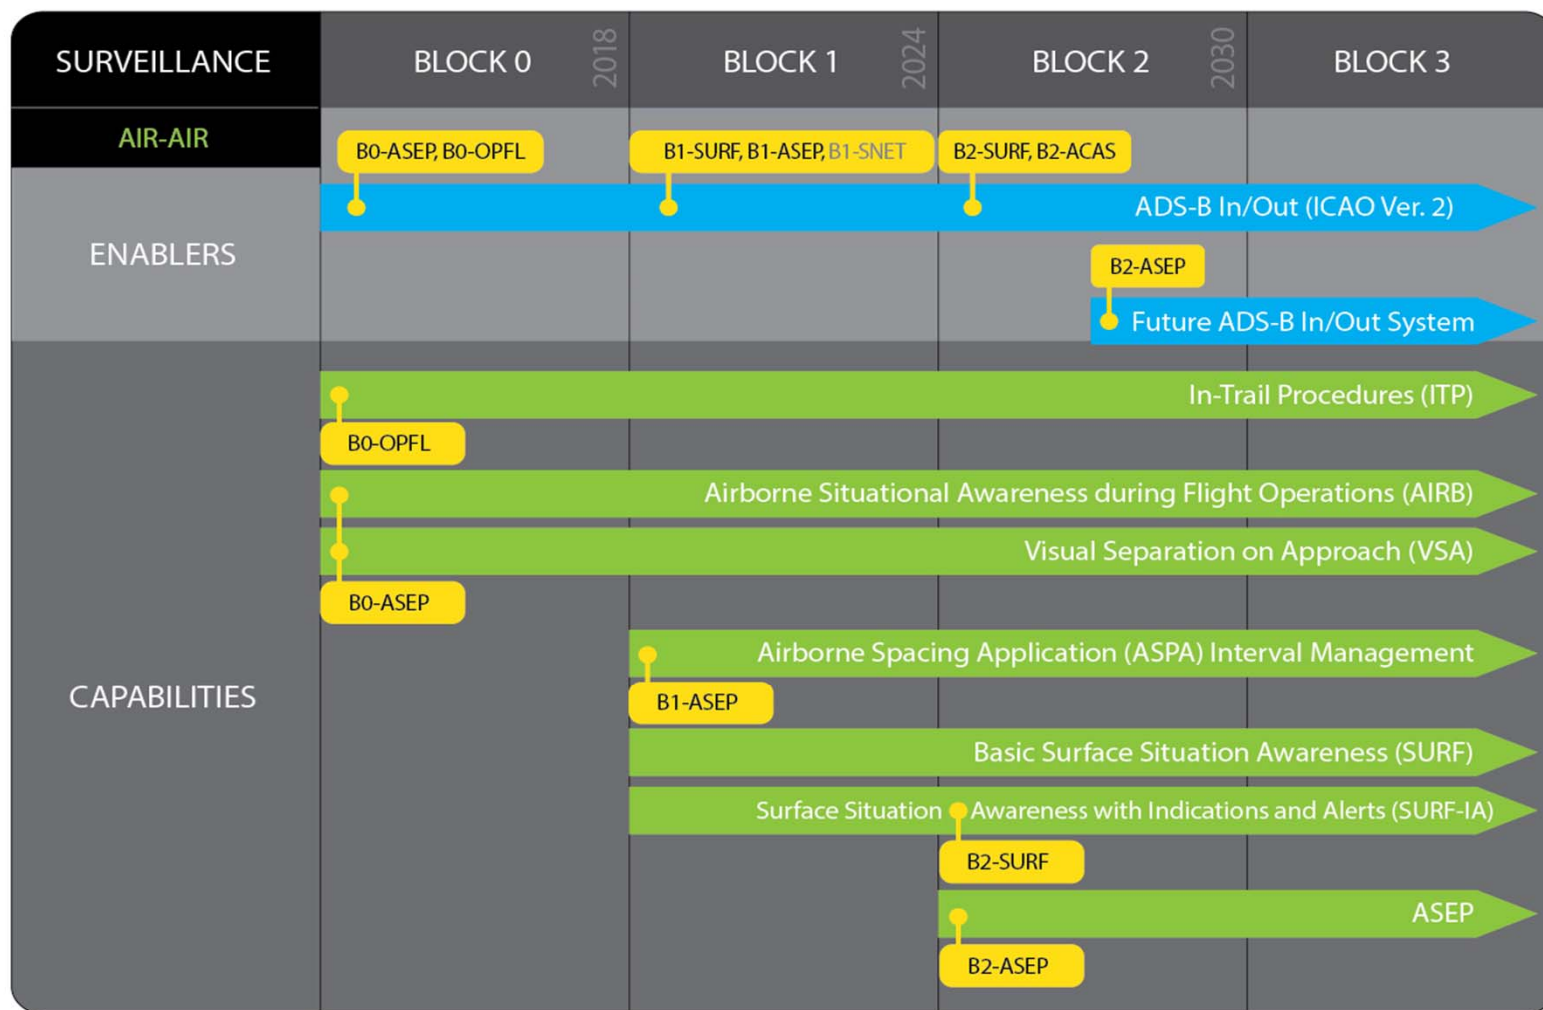 SURVEILLANCE
BLOCK 0
2018
BLOCK 1
2024
BLOCK 2
2030
BLOCK 3
AIR-AIR
B0-ASEP, B0-OPFL
B1-SURF, B1-ASEP, B1-SNET
B2-SURF, B2-ACAS
ADS-B In/Out (ICAO Ver. 2)
ENABLERS
B2-ASEP
Future ADS-B In/Out System
In-Trail Procedures (ITP)
B0-OPFL
Airborne Situational Awareness during Flight Operations (AIRB)
Visual Separation on Approach (VSA)
B0-ASEP
Airborne Spacing Application (ASPA) Interval Management
CAPABILITIES
B1-ASEP
Basic Surface Situation Awareness (SURF)
Surface Situation Awareness with Indications and Alerts (SURF-IA)
B2-SURF
ASEP
B2-ASEP